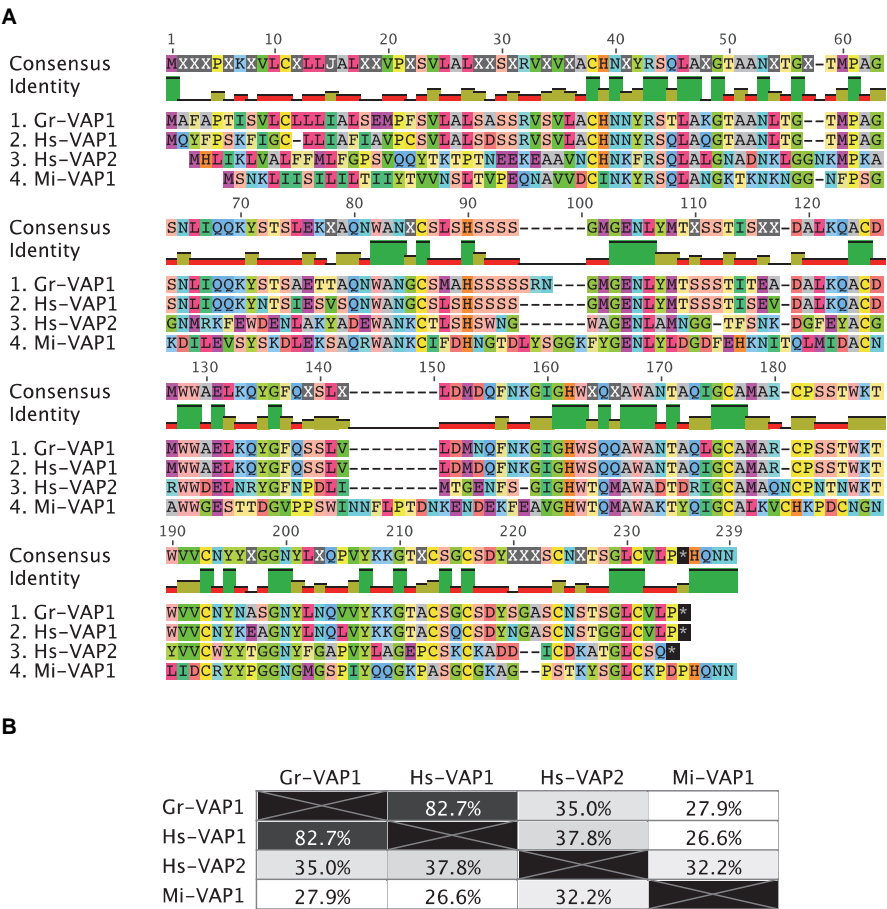 A
1 10 20 30 40 50 60
Consensus MXXXPXKXVLCXLLJALXXVPXSVLALXXSXRVXVXACHNXYRSQLAXGTAANXTGX-TMPAG
Identity
1. Gr-VAP1 MAFAPTISVLCLLLIALSEMPFSVLALSASSRVSVLACHNNYRSTLAKGTAANLTG--TMPAG
2. Hs-VAP1 MQYFPSKFIGC-LLIAFIAVPCSVLALSDSSRVSVLACHNKYRSQLAQGTAANLTG--TMPAG
3. Hs-VAP2 MHLIKLVALFFMLFGPSVQQYTKTPTNEEKEAAVNCHNKFRSQLALGNADNKLGGNKMPKA
4. Mi-VAP1 MSNKLIISILILTIIYTVVNSLTVPEQNAVVDCINKYRSQLANGKTKNKNGG-NFPSG
70 80 90 100 110 120
Consensus SNLIQQKYSTSLEKXAQNWANXCSLSHSSSS------GMGENLYMTXSSTISXX-DALKQACD
Identity
1. Gr-VAP1 SNLIQQKYSTSAETTAQNWANGCSMAHSSSSSRN---GMGENLYMTSSSTITEA-DALKQACD
2. Hs-VAP1 SNLIQQKYNTSIESVSQNWANGCSLSHSSSS------GMGENLYMTSSSTISEV-DALKQACD
3. Hs-VAP2 GNMRKFEWDENLAKYADEWANKCTLSHSWNG------WAGENLAMNGG-TFSNK-DGFEYACG
4. Mi-VAP1 KDILEVSYSKDLEKSAQRWANKCIFDHNGTDLYSGGKFYGENLYLDGDFEHKNITQLMIDACN
130 140 150 160 170 180
Consensus MWWAELKQYGFQXSLX--------LDMDQFNKGIGHWXQXAWANTAQIGCAMAR-CPSSTWKT
Identity
1. Gr-VAP1 MWWAELKQYGFQSSLV--------LDMNQFNKGIGHWSQQAWANTAQLGCAMAR-CPSSTWKT
2. Hs-VAP1 MWWAELKQYGFQSSLV--------LDMDQFNKGIGHWTQQAWANTAQIGCAMAR-CPSSTWKT
3. Hs-VAP2 RWWDELNRYGFNPDLI--------MTGENFS-GIGHWTQMAWADTDRIGCAMAQNCPNTNWKT
4. Mi-VAP1 AWWGESTTDGVPPSWINNFLPTDNKENDEKFEAVGHWTQMAWAKTYQIGCALKVCHKPDCNGN
190 200 210 220 230 239
Consensus WVVCNYYXGGNYLXQPVYKKGTXCSGCSDYXXXSCNXTSGLCVLP*HQNN
Identity
1. Gr-VAP1 WVVCNYNASGNYLNQVVYKKGTACSGCSDYSGASCNSTSGLCVLP*
2. Hs-VAP1 WVVCNYKEAGNYLNQLVYKKGTACSQCSDYNGASCNSTGGLCVLP*
3. Hs-VAP2 YVVCWYYTGGNYFGAPVYLAGEPCSKCKADD--ICDKATGLCSQ*
4. Mi-VAP1 LIDCRYYPGGNGMGSPIYQQGKPASGCGKAG--PSTKYSGLCKPDPHQNN
B
Gr-VAP1 Hs-VAP1 Hs-VAP2 Mi-VAP1
Gr-VAP1 82.7% 35.0% 27.9%
Hs-VAP1 82.7% 37.8% 26.6%
Hs-VAP2 35.0% 37.8% 32.2%
Mi-VAP1 27.9% 26.6% 32.2%